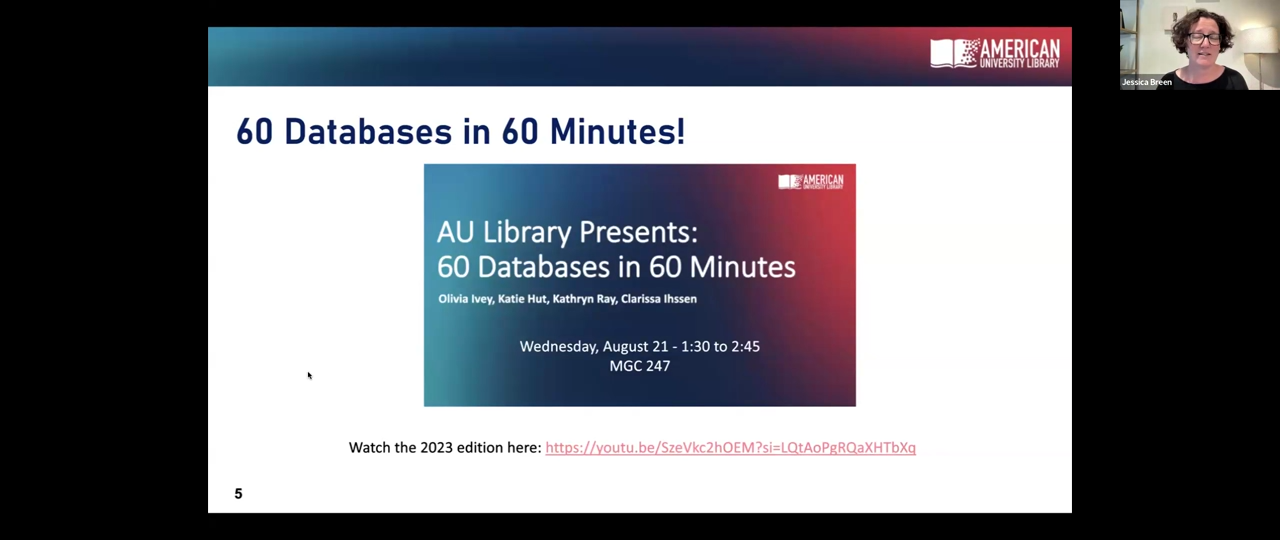 AMERICAN
UNIVERSITY LIBRARY
Jessica Breen
60 Databases in 60 Minutes!
AMERICAN
UNIVERSITY LIBRARY
AU Library Presents:
60 Databases in 60 Minutes
Olivia Ivey, Katie Hut, Kathryn Ray, Clarissa Ihssen
Wednesday, August 21 - 1:30 to 2:45
MGC 247
Watch the 2023 edition here: https://youtu.be/SzeVkc2hOEM?si=LQtAoPgRQaXHTbXq
5